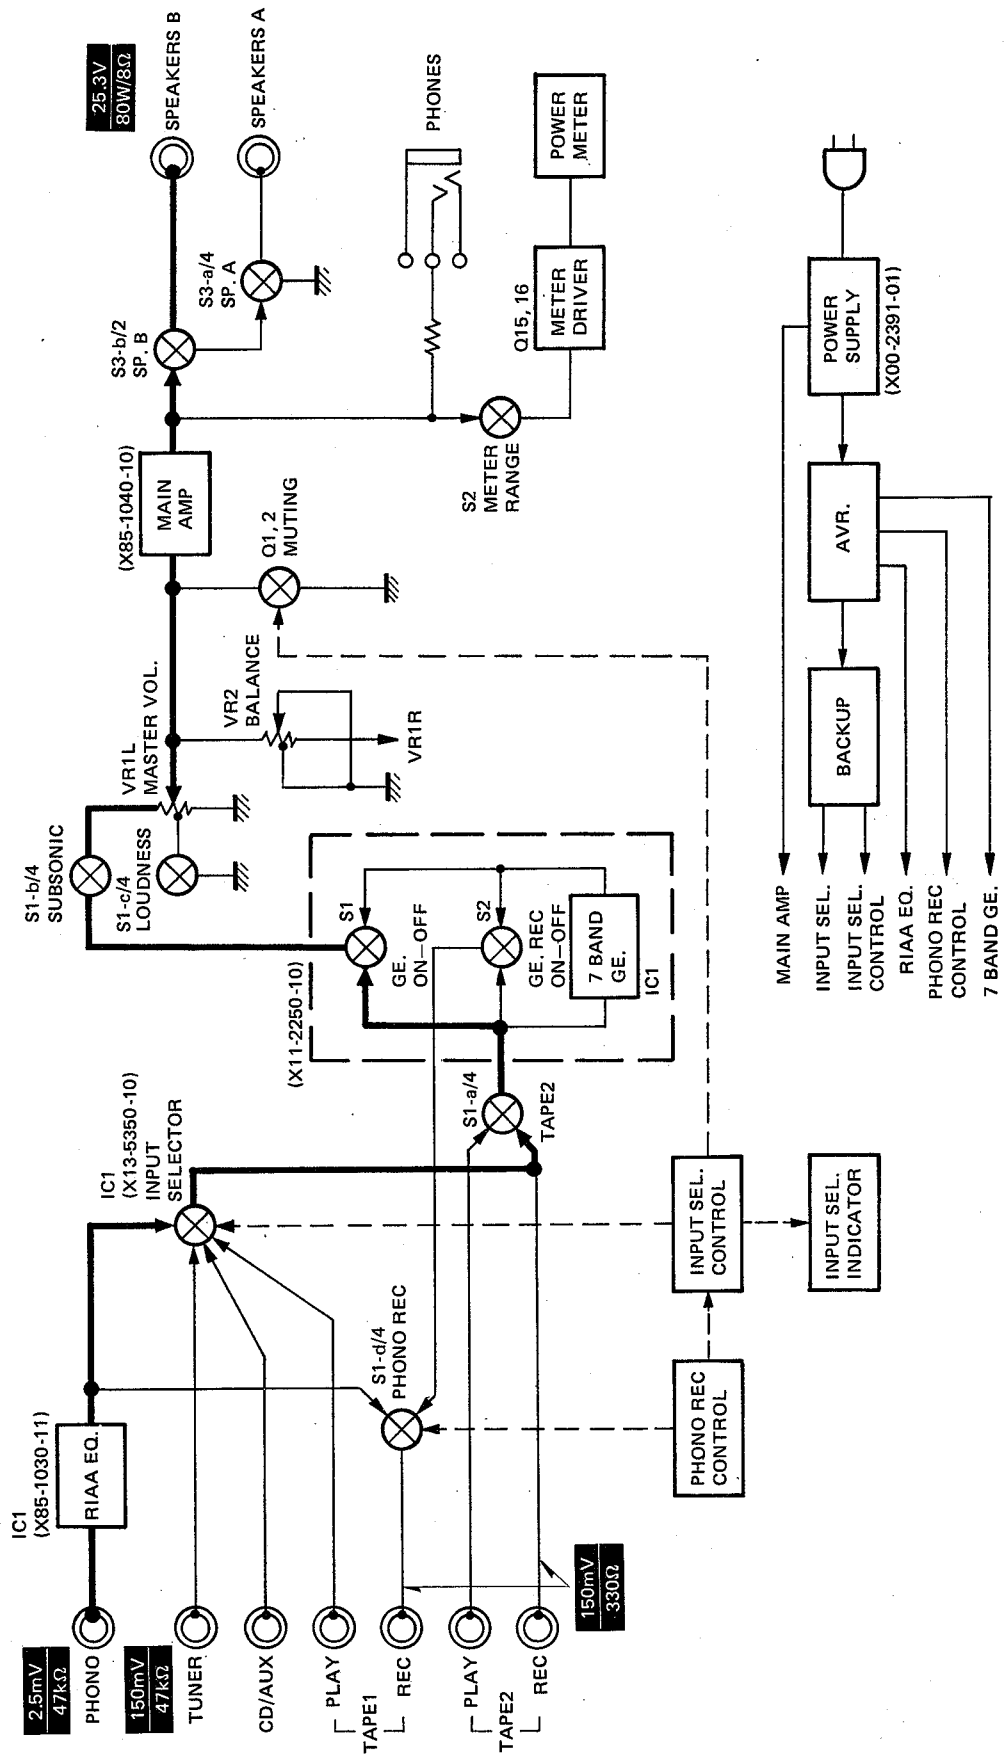 2.5mV
47kΩ
PHONO
150mV
47kΩ
TUNER
CD/AUX
PLAY
TAPE1
REC
PLAY
TAPE2
REC
150mV
330Ω
IC1
(X85-1030-11)
RIAA EQ.
IC1
(X13-5350-10)
INPUT
SELECTOR
S1-d/4
PHONO REC
PHONO REC
CONTROL
INPUT SEL.
CONTROL
INPUT SEL.
INDICATOR
S1-a/4
TAPE2
(X11-2250-10)
S1
GE.
ON—OFF
S2
GE. REC
ON—OFF
7 BAND
GE.
IC1
S1-b/4
SUBSONIC
S1-c/4
LOUDNESS
VR1L
MASTER VOL.
VR2
BALANCE
VR1R
Q1, 2
MUTING
(X85-1040-10)
MAIN
AMP
S2
METER
RANGE
S3-b/2
SP. B
S3-a/4
SP. A
Q15, 16
METER
DRIVER
POWER
METER
PHONES
25.3V
80W/8Ω
SPEAKERS B
SPEAKERS A
MAIN AMP
INPUT SEL.
INPUT SEL.
CONTROL
RIAA EQ.
PHONO REC
CONTROL
7 BAND GE.
BACKUP
AVR.
POWER
SUPPLY
(X00-2391-01)